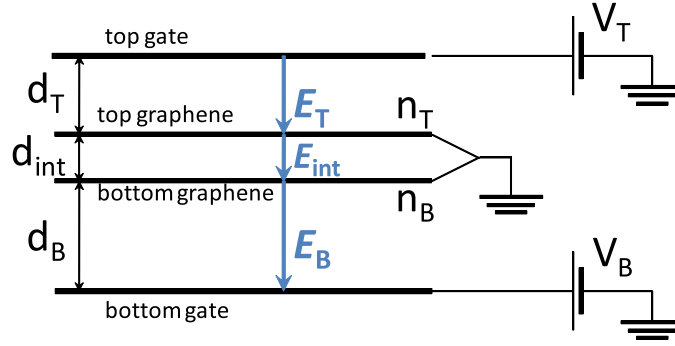 V_T
top gate
d_T
E_T
top graphene
n_T
d_int
E_int
bottom graphene
n_B
d_B
E_B
V_B
bottom gate